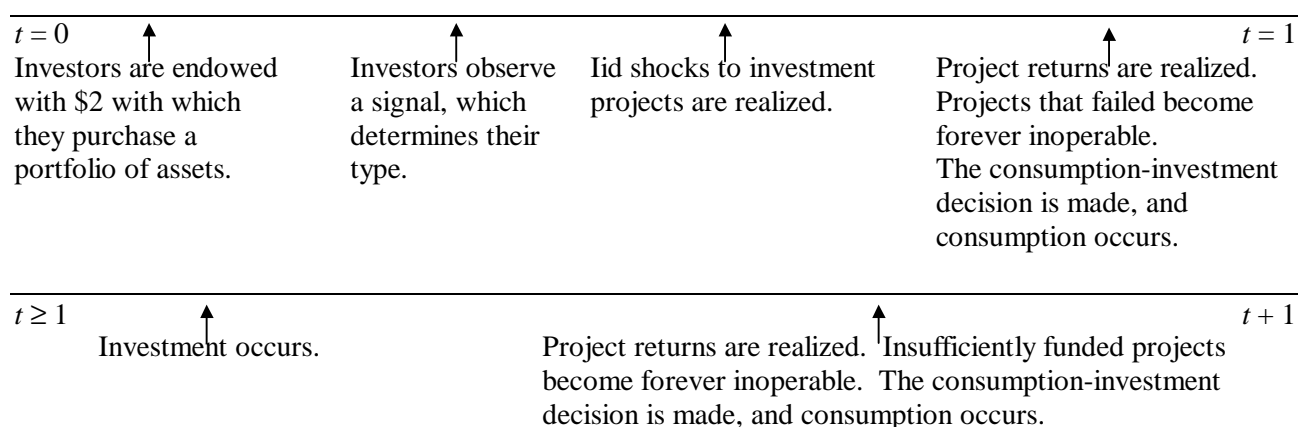 t = 0 t = 1
Investors are endowed Investors observe Iid shocks to investment Project returns are realized.
with $2 with which a signal, which projects are realized. Projects that failed become
they purchase a determines their forever inoperable.
portfolio of assets. type. The consumption-investment
decision is made, and
consumption occurs.
t ≥ 1 t + 1
Investment occurs. Project returns are realized. Insufficiently funded projects
become forever inoperable. The consumption-investment
decision is made, and consumption occurs.